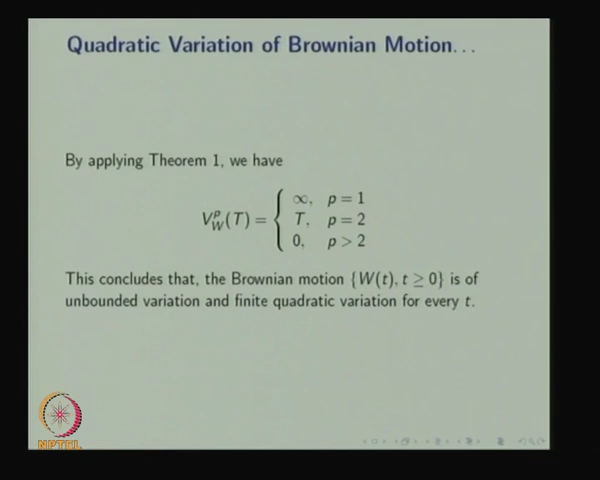 Quadratic Variation of Brownian Motion...
By applying Theorem 1, we have
V_W^p(T) = { ∞, p = 1
T, p = 2
0, p > 2
This concludes that, the Brownian motion {W(t), t ≥ 0} is of
unbounded variation and finite quadratic variation for every t.
NPTEL